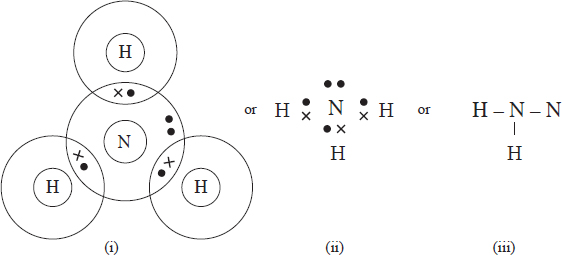 H
N
H
H
(i)
or
H N H
H
(ii)
or
H – N – N
H
(iii)